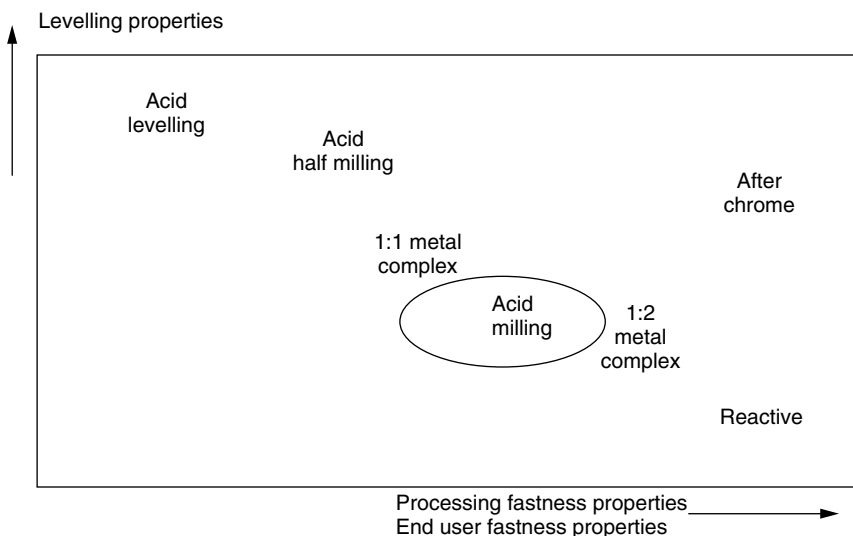 Levelling properties
Acid
levelling
Acid
half milling
After
chrome
1:1 metal
complex
Acid
milling
1:2
metal
complex
Reactive
Processing fastness properties
End user fastness properties